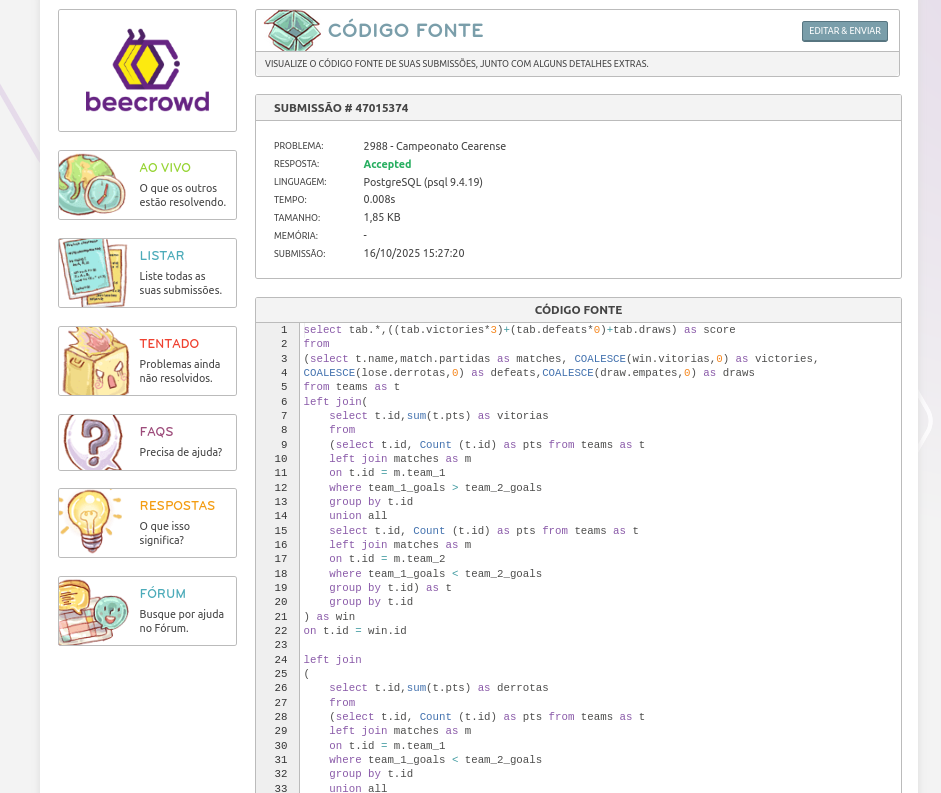 beecrowd
AO VIVO
O que os outros
estão resolvendo.
LISTAR
Liste todas as
suas submissões.
TENTADO
Problemas ainda
não resolvidos.
FAQS
Precisa de ajuda?
RESPOSTAS
O que isso
significa?
FÓRUM
Busque por ajuda
no Fórum.
CÓDIGO FONTE
EDITAR & ENVIAR
VISUALIZE O CÓDIGO FONTE DE SUAS SUBMISSÕES, JUNTO COM ALGUNS DETALHES EXTRAS.
SUBMISSÃO # 47015374
PROBLEMA: 2988 - Campeonato Cearense
RESPOSTA: Accepted
LINGUAGEM: PostgreSQL (psql 9.4.19)
TEMPO: 0.008s
TAMANHO: 1,85 KB
MEMÓRIA: -
SUBMISSÃO: 16/10/2025 15:27:20
CÓDIGO FONTE
1 select tab.*,((tab.victories*3)+(tab.defeats*0)+tab.draws) as score
2 from
3 (select t.name,match.partidas as matches, COALESCE(win.vitorias,0) as victories,
4 COALESCE(lose.derrotas,0) as defeats,COALESCE(draw.empates,0) as draws
5 from teams as t
6 left join(
7     select t.id,sum(t.pts) as vitorias
8     from
9     (select t.id, Count (t.id) as pts from teams as t
10     left join matches as m
11     on t.id = m.team_1
12     where team_1_goals > team_2_goals
13     group by t.id
14     union all
15     select t.id, Count (t.id) as pts from teams as t
16     left join matches as m
17     on t.id = m.team_2
18     where team_1_goals < team_2_goals
19     group by t.id) as t
20     group by t.id
21 ) as win
22 on t.id = win.id
23
24 left join
25 (
26     select t.id,sum(t.pts) as derrotas
27     from
28     (select t.id, Count (t.id) as pts from teams as t
29     left join matches as m
30     on t.id = m.team_1
31     where team_1_goals < team_2_goals
32     group by t.id
33     union all